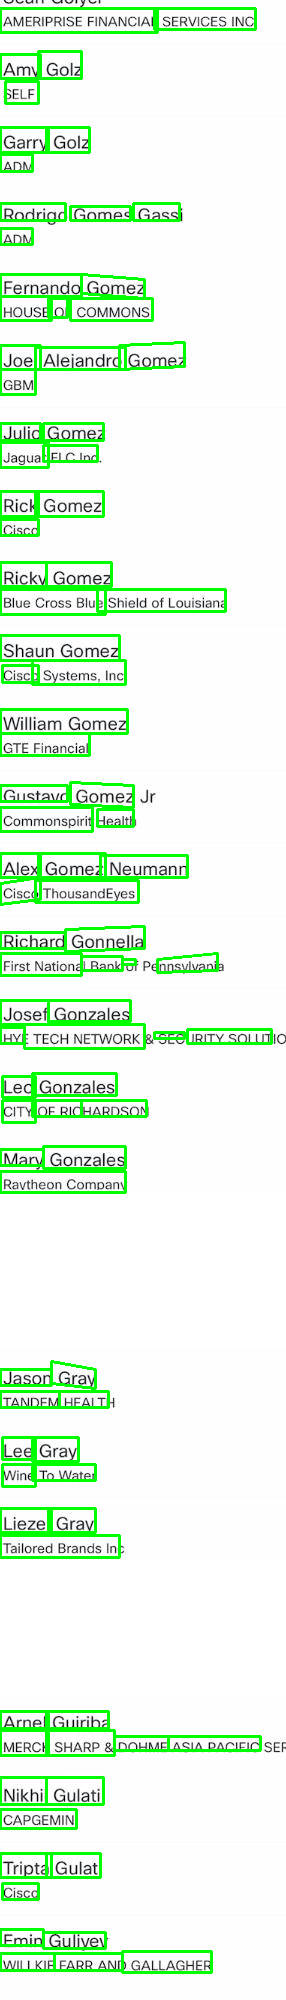 Sean Golyer
AMERIPRISE FINANCIAL SERVICES INC
Amy Golz
SELF
Garry Golz
ADM
Rodrigo Gomes Gassi
ADM
Fernando Gomez
HOUSE OF COMMONS
Joe Alejandro Gomez
GBM
Julio Gomez
Jaguar FLC Inc.
Rick Gomez
Cisco
Ricky Gomez
Blue Cross Blue Shield of Louisiana
Shaun Gomez
Cisco Systems, Inc
William Gomez
GTE Financial
Gustavo Gomez Jr
Commonspirit Health
Alex Gomez Neumann
Cisco ThousandEyes
Richard Gonnella
First National Bank of Pennsylvania
Josef Gonzales
HYE TECH NETWORK & SECURITY SOLUTIO
Leo Gonzales
CITY OF RICHARDSON
Mary Gonzales
Raytheon Company
Jason Gray
TANDEM HEALTH
Lee Gray
Wine To Water
Liezel Gray
Tailored Brands Inc
Arnel Guiriba
MERCK SHARP & DOHME ASIA PACIFIC SER
Nikhil Gulati
CAPGEMINI
Tripta Gulat
Cisco
Emin Guliyev
WILLKIE FARR AND GALLAGHER